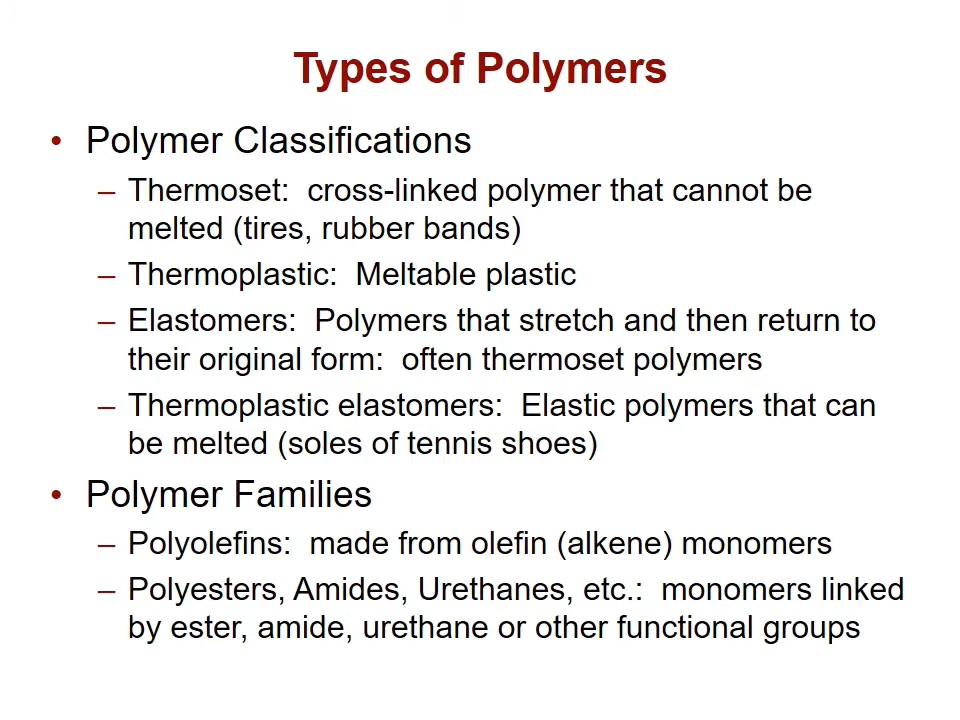 Types of Polymers
• Polymer Classifications
– Thermoset:  cross-linked polymer that cannot be
melted (tires, rubber bands)
– Thermoplastic:  Meltable plastic
– Elastomers:  Polymers that stretch and then return to
their original form:  often thermoset polymers
– Thermoplastic elastomers:  Elastic polymers that can
be melted (soles of tennis shoes)
• Polymer Families
– Polyolefins:  made from olefin (alkene) monomers
– Polyesters, Amides, Urethanes, etc.:  monomers linked
by ester, amide, urethane or other functional groups